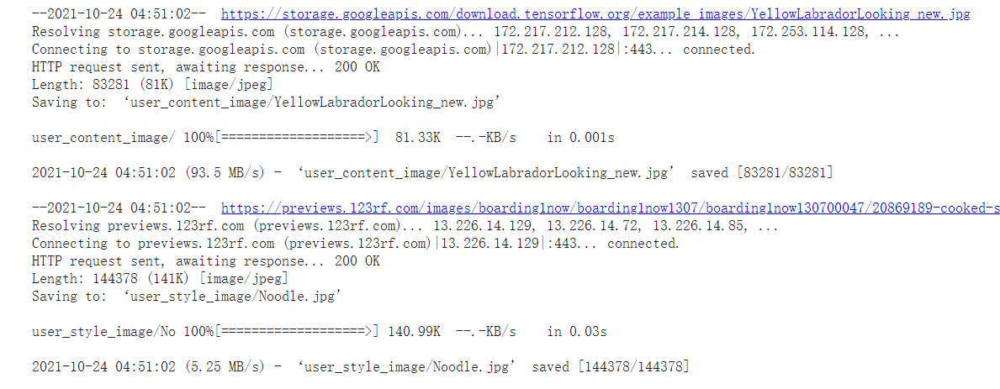 --2021-10-24 04:51:02--  https://storage.googleapis.com/download.tensorflow.org/example_images/YellowLabradorLooking_new.jpg
Resolving storage.googleapis.com (storage.googleapis.com)... 172.217.212.128, 172.217.214.128, 172.253.114.128, ...
Connecting to storage.googleapis.com (storage.googleapis.com)|172.217.212.128|:443... connected.
HTTP request sent, awaiting response... 200 OK
Length: 83281 (81K) [image/jpeg]
Saving to: ‘user_content_image/YellowLabradorLooking_new.jpg’
user_content_image/ 100%[===================>]  81.33K  --.-KB/s    in 0.001s
2021-10-24 04:51:02 (93.5 MB/s) - ‘user_content_image/YellowLabradorLooking_new.jpg’ saved [83281/83281]
--2021-10-24 04:51:02--  https://previews.123rf.com/images/boarding1now/boarding1now1307/boarding1now130700047/20869189-cooked-s
Resolving previews.123rf.com (previews.123rf.com)... 13.226.14.129, 13.226.14.72, 13.226.14.85, ...
Connecting to previews.123rf.com (previews.123rf.com)|13.226.14.129|:443... connected.
HTTP request sent, awaiting response... 200 OK
Length: 144378 (141K) [image/jpeg]
Saving to: ‘user_style_image/Noodle.jpg’
user_style_image/No 100%[===================>] 140.99K  --.-KB/s    in 0.03s
2021-10-24 04:51:02 (5.25 MB/s) - ‘user_style_image/Noodle.jpg’ saved [144378/144378]